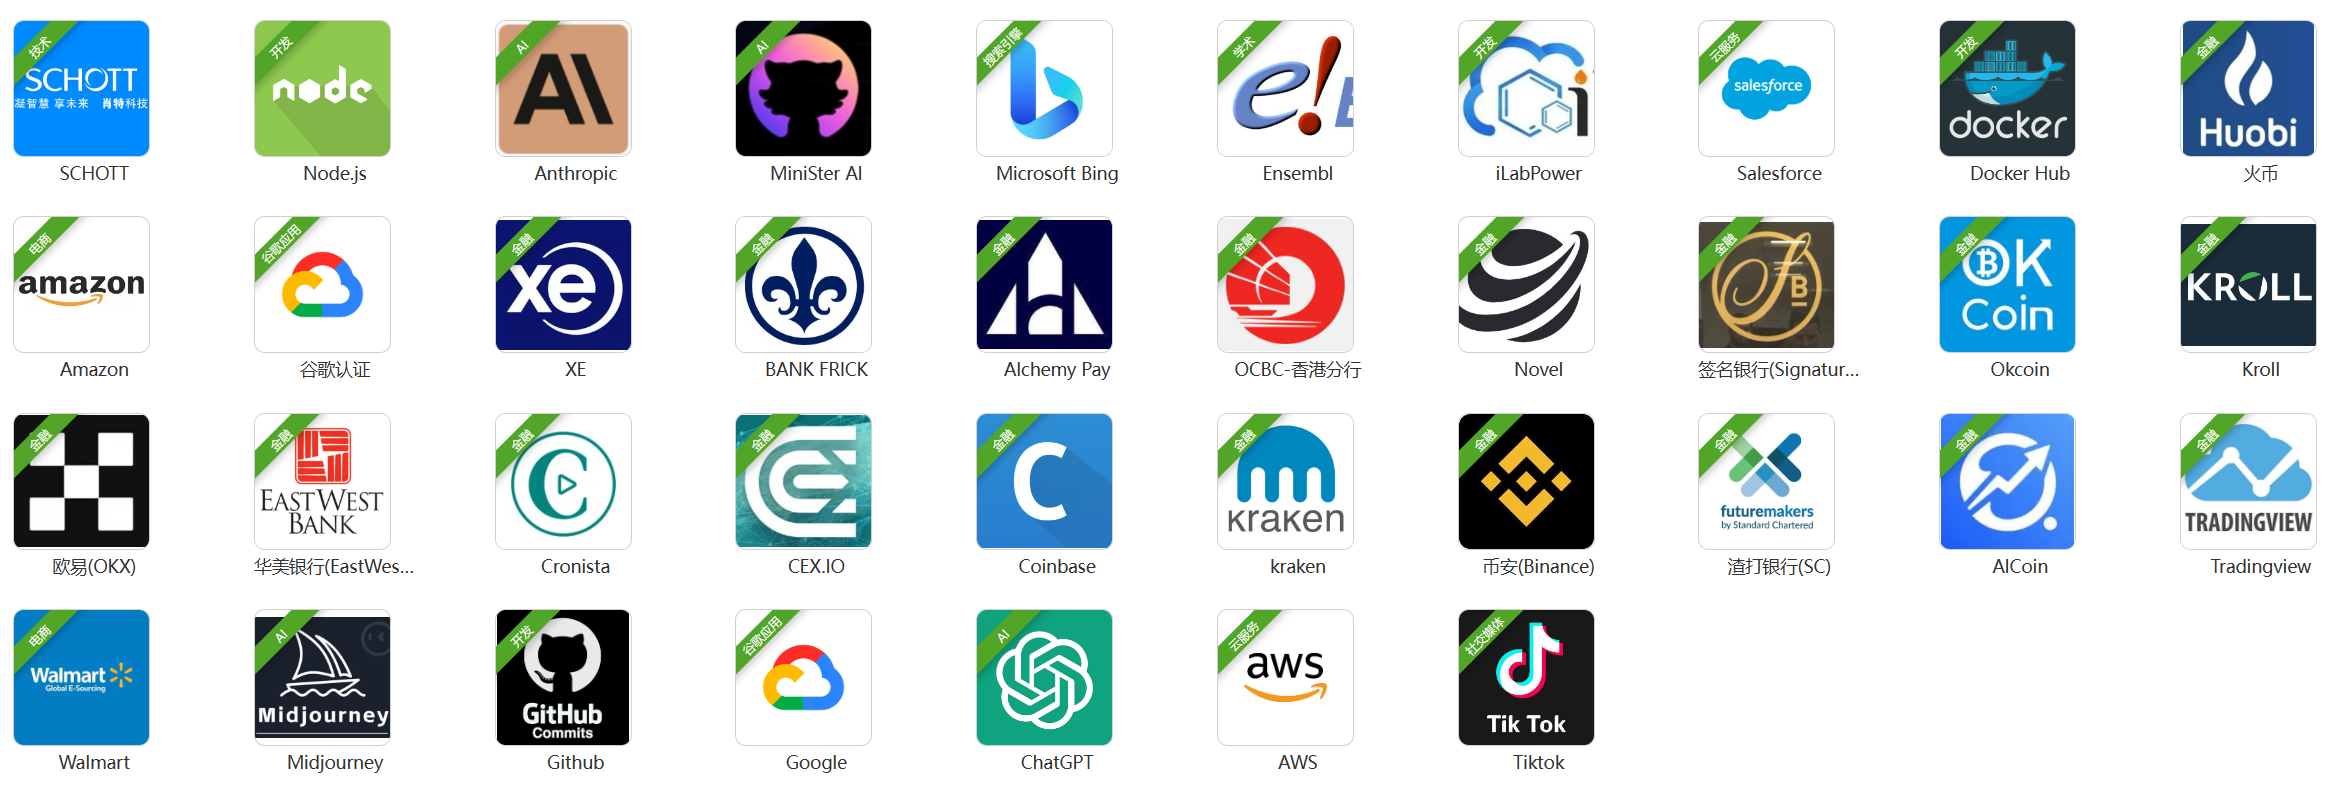 技术
SCHOTT
凝智慧 享未来 肖特科技
SCHOTT
开发
node
Node.js
AI
A\
Anthropic
AI
MiniSter AI
搜索引擎
b
Microsoft Bing
学术
e!E
Ensembl
开发
i
iLabPower
云服务
salesforce
Salesforce
开发
docker
Docker Hub
金融
Huobi
火币
电商
amazon
Amazon
谷歌应用
谷歌认证
金融
xe
XE
金融
BANK FRICK
金融
Alchemy Pay
金融
OCBC-香港分行
金融
Novel
金融
B
签名银行(Signatur...
金融
OK
Coin
Okcoin
金融
KROLL
Kroll
金融
欧易(OKX)
金融
EASTWEST
BANK
华美银行(EastWes...
金融
C
Cronista
金融
CEX.IO
金融
C
Coinbase
金融
kraken
kraken
金融
币安(Binance)
金融
futuremakers
by Standard Chartered
渣打银行(SC)
金融
AICoin
金融
TRADINGVIEW
Tradingview
电商
Walmart
Global E-Sourcing
Walmart
AI
Midjourney
Midjourney
开发
GitHub
Commits
Github
谷歌应用
Google
AI
ChatGPT
云服务
aws
AWS
社交媒体
Tik Tok
Tiktok